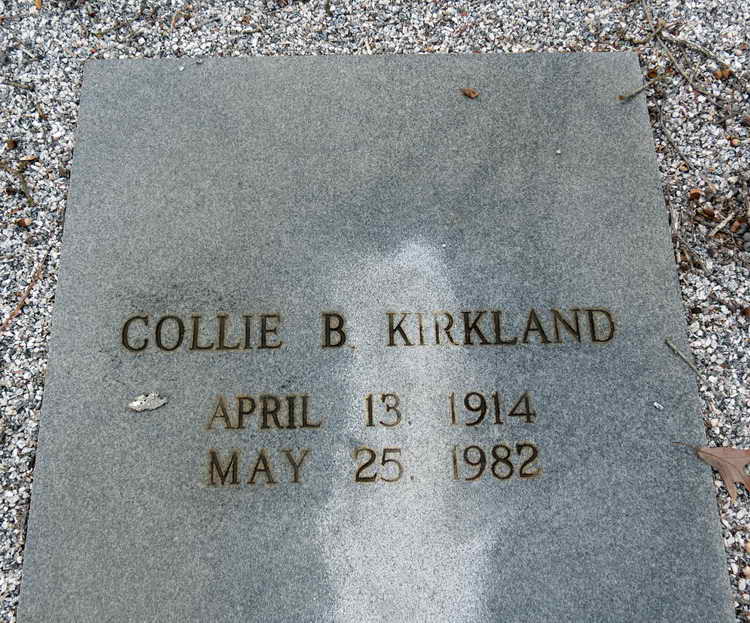 COLLIE B. KIRKLAND
APRIL 13, 1914
MAY 25, 1982